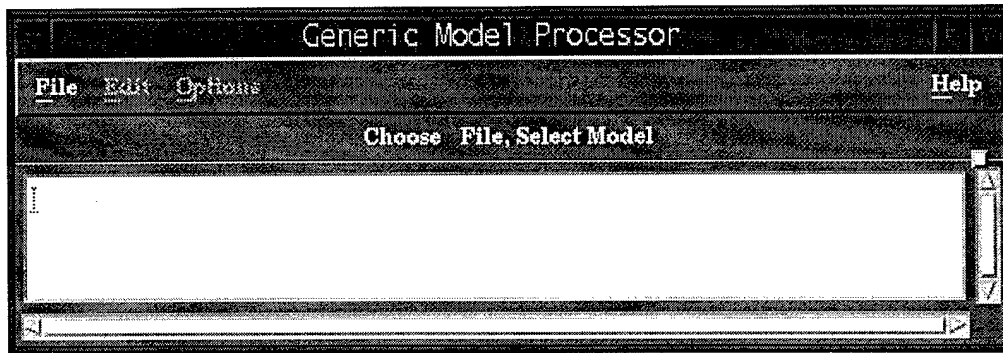 Generic Model Processor
File Edit Options Help
Choose File, Select Model